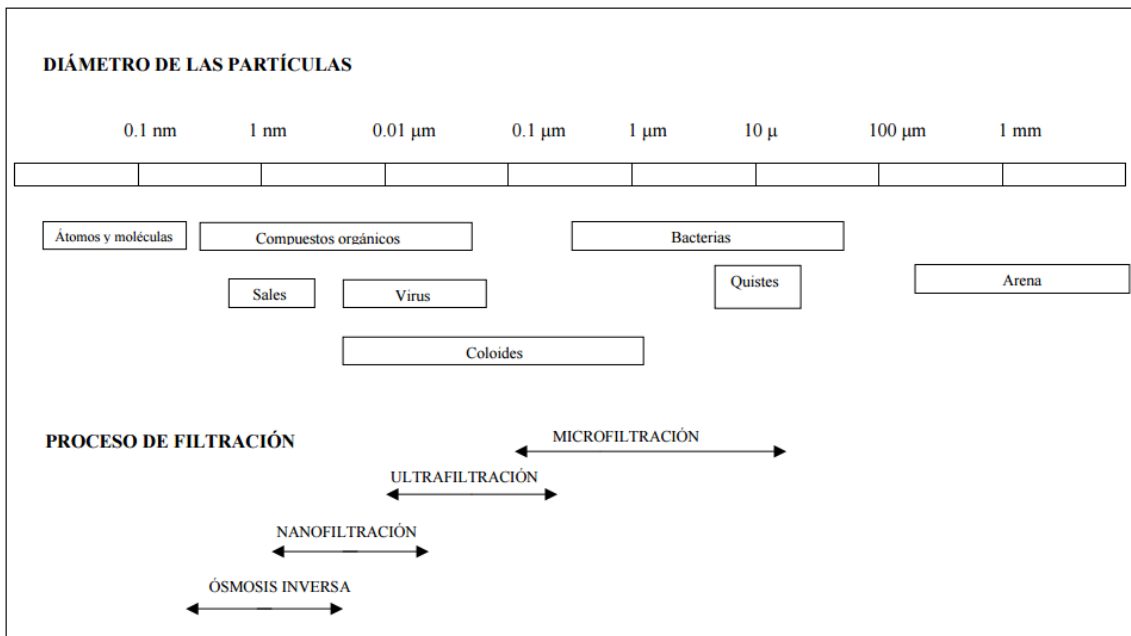 DIÁMETRO DE LAS PARTÍCULAS
0.1 nm 1 nm 0.01 μm 0.1 μm 1 μm 10 μ 100 μm 1 mm
Átomos y moléculas Compuestos orgánicos Bacterias
Sales Virus Quistes Arena
Coloides
PROCESO DE FILTRACIÓN
MICROFILTRACIÓN
ULTRAFILTRACIÓN
NANOFILTRACIÓN
ÓSMOSIS INVERSA